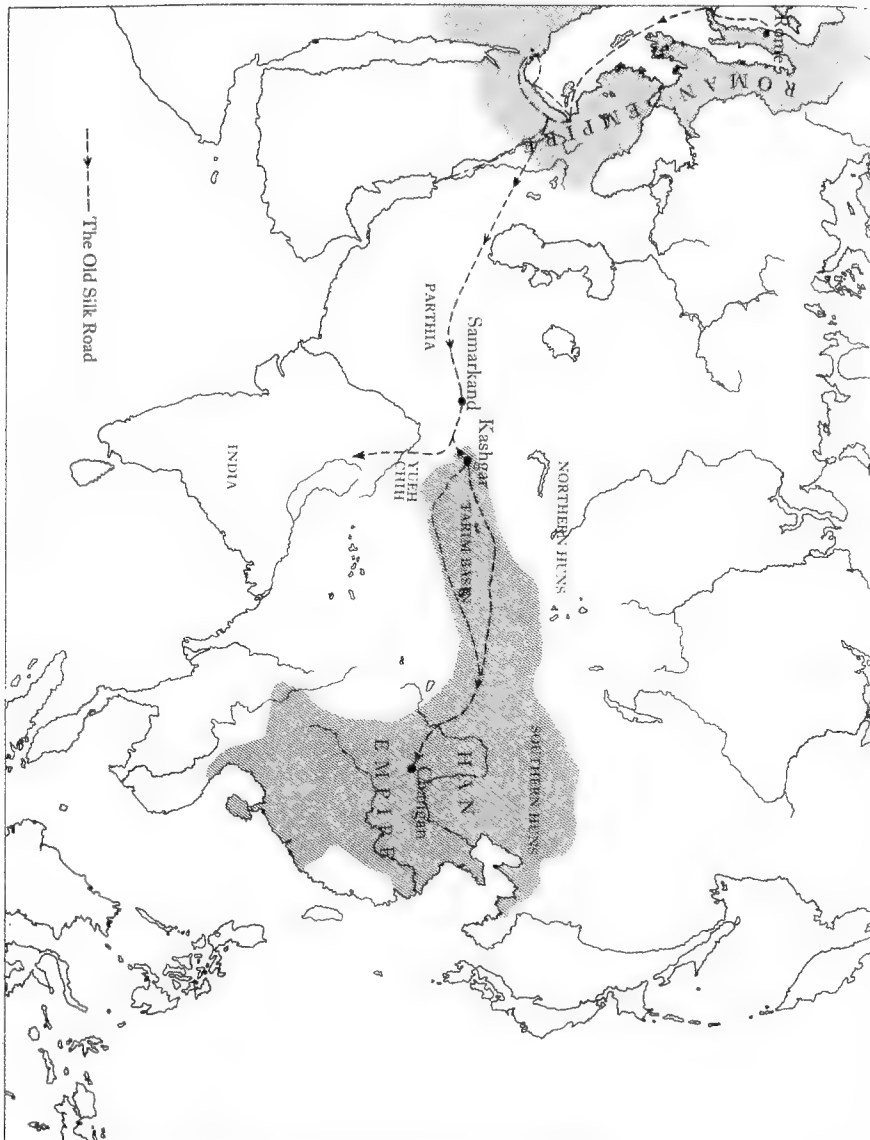 Rome
ROMAN EMPIRE
PARTHIA
Samarkand
Kashgar
YUEH
CHIH
INDIA
TARIM BASIN
NORTHERN HUNS
SOUTHERN HUNS
HAN
EMPIRE
The Old Silk Road